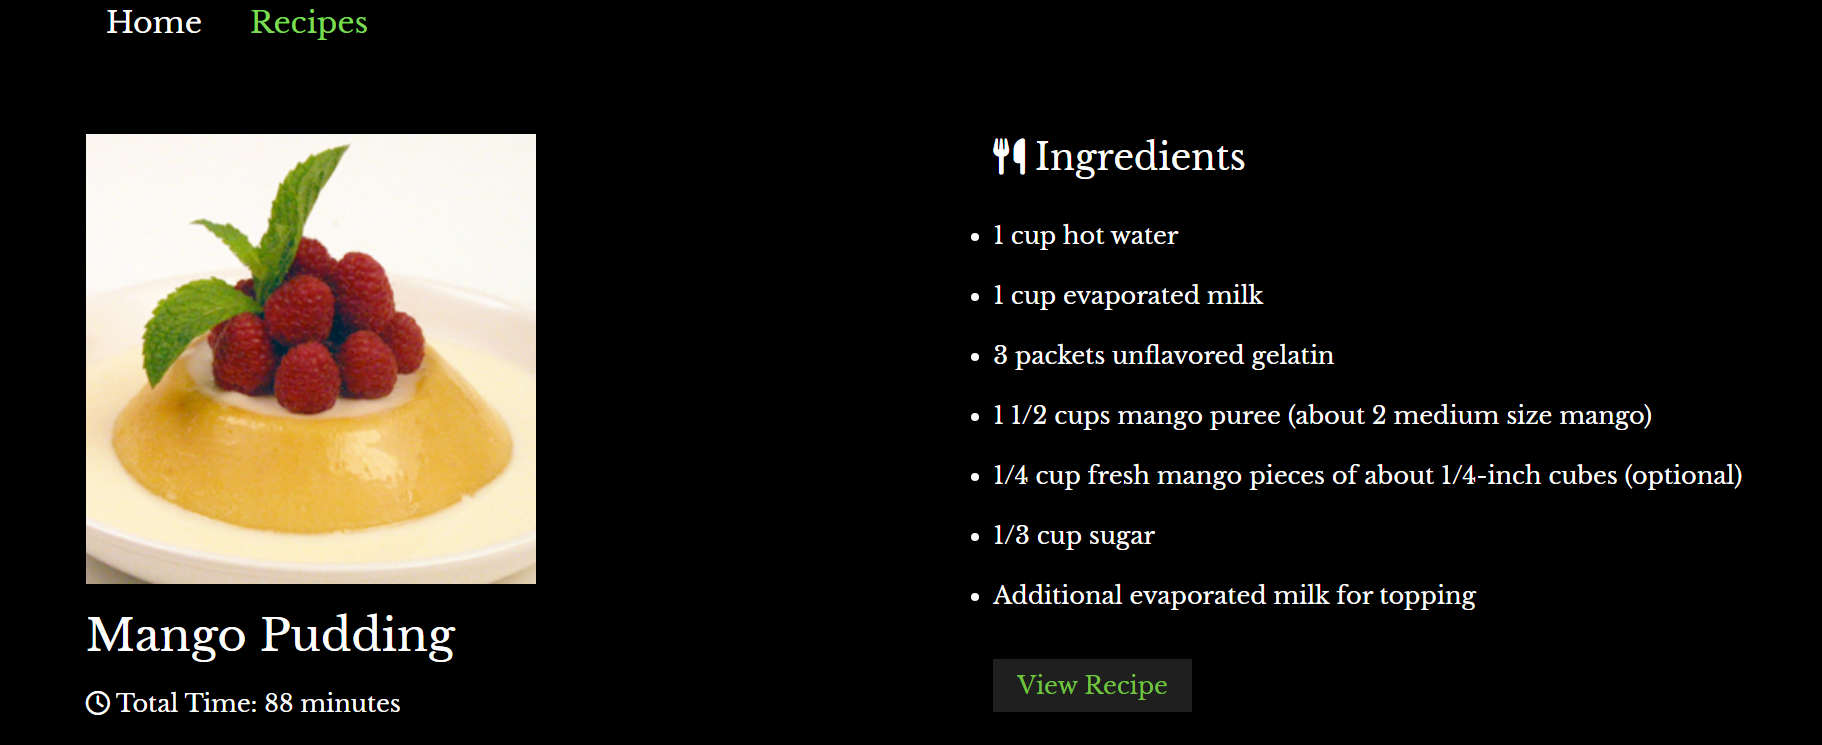 Home Recipes
Mango Pudding
Total Time: 88 minutes
Ingredients
1 cup hot water
1 cup evaporated milk
3 packets unflavored gelatin
1 1/2 cups mango puree (about 2 medium size mango)
1/4 cup fresh mango pieces of about 1/4-inch cubes (optional)
1/3 cup sugar
Additional evaporated milk for topping
View Recipe